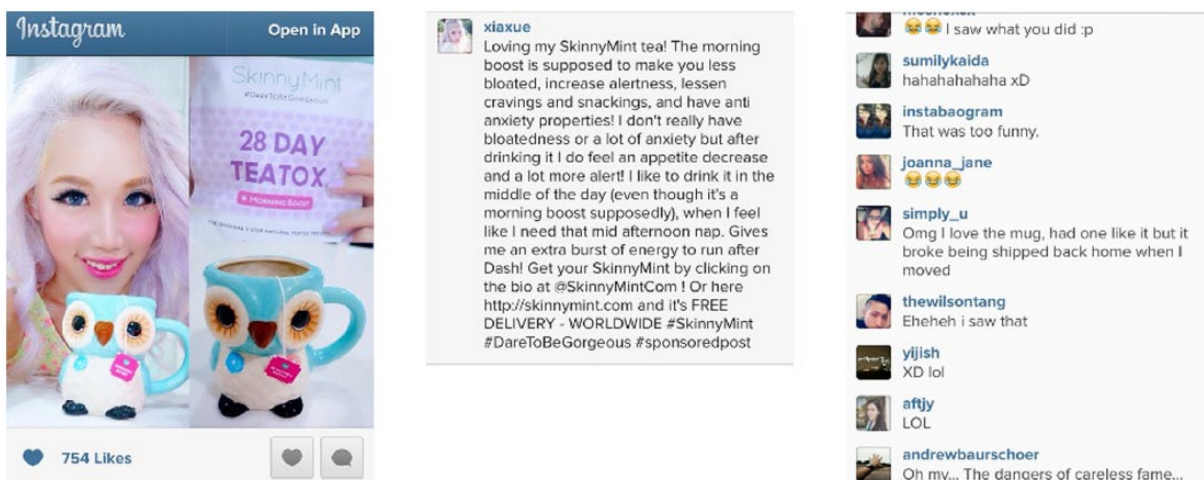 Instagram
Open in App
SkinnyMint
#DARETOBEGORGEOUS
28 DAY
TEATOX
MORNING BOOST
754 Likes
xiaxue
Loving my SkinnyMint tea! The morning
boost is supposed to make you less
bloated, increase alertness, lessen
cravings and snackings, and have anti
anxiety properties! I don't really have
bloatedness or a lot of anxiety but after
drinking it I do feel an appetite decrease
and a lot more alert! I like to drink it in the
middle of the day (even though it's a
morning boost supposedly), when I feel
like I need that mid afternoon nap. Gives
me an extra burst of energy to run after
Dash! Get your SkinnyMint by clicking on
the bio at @SkinnyMintCom ! Or here
http://skinnymint.com and it's FREE
DELIVERY - WORLDWIDE #SkinnyMint
#DareToBeGorgeous #sponsoredpost
😂😂 I saw what you did :p
sumilykaida
hahahahahaha xD
instabaogram
That was too funny.
joanna_jane
😂😂😂
simply_u
Omg I love the mug, had one like it but it
broke being shipped back home when I
moved
thewilsontang
Eheheh i saw that
yijish
XD lol
aftjy
LOL
andrewbaurschoer
Oh my... The dangers of careless fame...